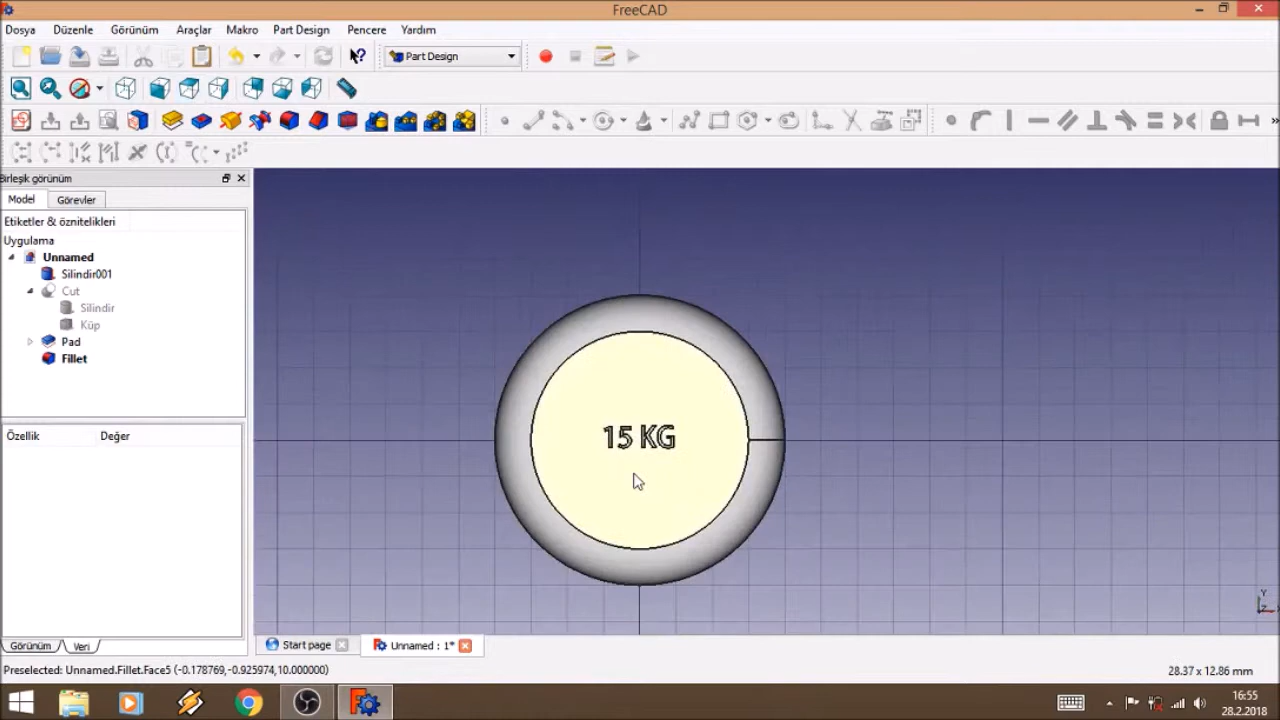 FreeCAD
Dosya Düzenle Görünüm Araçlar Makro Part Design Pencere Yardım
Part Design
Birleşik görünüm
Model Görevler
Etiketler & öznitelikleri
Uygulama
Unnamed
Silindir001
Cut
Silindir
Küp
Pad
Fillet
Özellik Değer
15 KG
Y
Z
Görünüm Veri
Start page Unnamed : 1*
Preselected: Unnamed.Fillet.Face5 (-0.178769,-0.925974,10.000000) 28.37 x 12.86 mm
16:55
28.2.2018